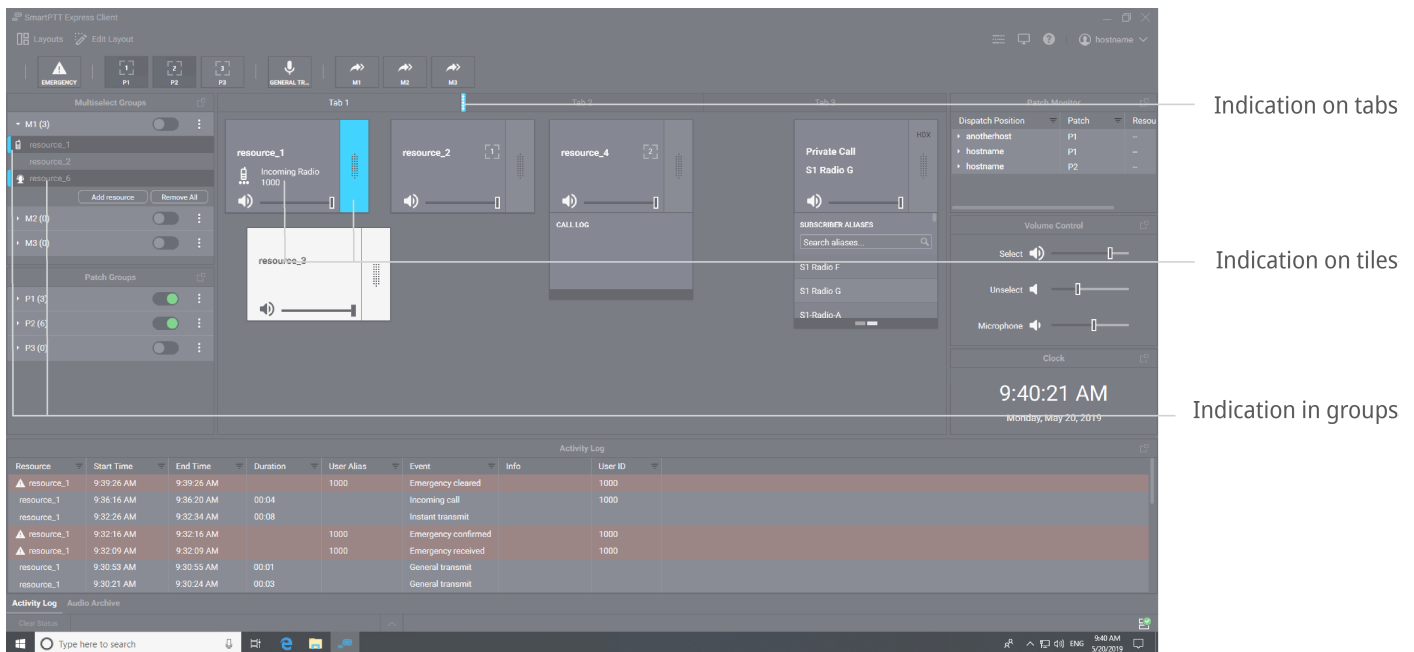 SmartPTT Express Client
Layouts Edit Layout
hostname
EMERGENCY
1 P1
2 P2
3 P3
GENERAL TR...
M1
M2
M3
Multiselect Groups
M1 (3)
resource_1
resource_2
resource_6
Add resource Remove All
M2 (0)
M3 (0)
Patch Groups
P1 (3)
P2 (6)
P3 (0)
Tab 1 Tab 2 Tab 3
resource_1
Incoming Radio
1000
resource_2 1
resource_4 2
CALL LOG
resource_3
HDX
Private Call
S1 Radio G
SUBSCRIBER ALIASES
Search aliases...
S1 Radio F
S1 Radio G
S1-Radio-A
Patch Monitor
Dispatch Position Patch Resou
anotherhost P1 --
hostname P1 --
hostname P2 --
Volume Control
Select
Unselect
Microphone
Clock
9:40:21 AM
Monday, May 20, 2019
Indication on tabs
Indication on tiles
Indication in groups
Activity Log
Resource Start Time End Time Duration User Alias Event Info User ID
resource_1 9:39:26 AM 9:39:26 AM 1000 Emergency cleared 1000
resource_1 9:36:16 AM 9:36:20 AM 00:04 Incoming call 1000
resource_1 9:32:26 AM 9:32:34 AM 00:08 Instant transmit
resource_1 9:32:16 AM 9:32:16 AM 1000 Emergency confirmed 1000
resource_1 9:32:09 AM 9:32:09 AM 1000 Emergency received 1000
resource_1 9:30:53 AM 9:30:55 AM 00:01 General transmit
resource_1 9:30:21 AM 9:30:24 AM 00:03 General transmit
Activity Log Audio Archive
Clear Status
Type here to search
ENG
9:40 AM
5/20/2019